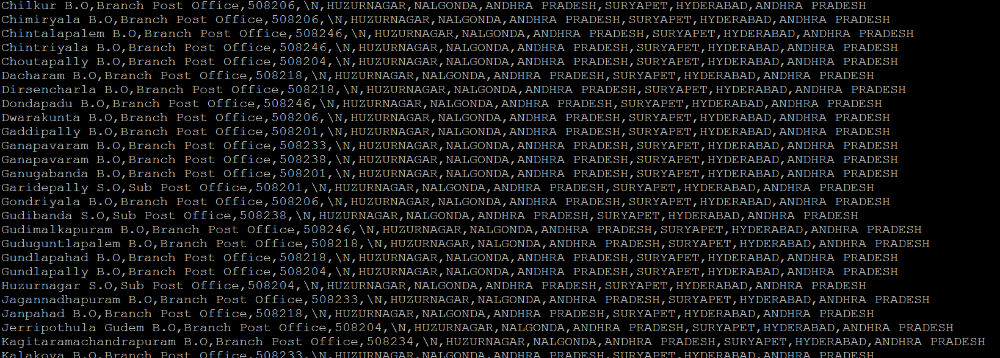 Chilkur B.O,Branch Post Office,508206,\N,HUZURNAGAR,NALGONDA,ANDHRA PRADESH,SURYAPET,HYDERABAD,ANDHRA PRADESH
Chimiryala B.O,Branch Post Office,508206,\N,HUZURNAGAR,NALGONDA,ANDHRA PRADESH,SURYAPET,HYDERABAD,ANDHRA PRADESH
Chintalapalem B.O,Branch Post Office,508246,\N,HUZURNAGAR,NALGONDA,ANDHRA PRADESH,SURYAPET,HYDERABAD,ANDHRA PRADESH
Chintriyala B.O,Branch Post Office,508246,\N,HUZURNAGAR,NALGONDA,ANDHRA PRADESH,SURYAPET,HYDERABAD,ANDHRA PRADESH
Choutapally B.O,Branch Post Office,508204,\N,HUZURNAGAR,NALGONDA,ANDHRA PRADESH,SURYAPET,HYDERABAD,ANDHRA PRADESH
Dacharam B.O,Branch Post Office,508218,\N,HUZURNAGAR,NALGONDA,ANDHRA PRADESH,SURYAPET,HYDERABAD,ANDHRA PRADESH
Dirsencharla B.O,Branch Post Office,508218,\N,HUZURNAGAR,NALGONDA,ANDHRA PRADESH,SURYAPET,HYDERABAD,ANDHRA PRADESH
Dondapadu B.O,Branch Post Office,508246,\N,HUZURNAGAR,NALGONDA,ANDHRA PRADESH,SURYAPET,HYDERABAD,ANDHRA PRADESH
Dwarakunta B.O,Branch Post Office,508206,\N,HUZURNAGAR,NALGONDA,ANDHRA PRADESH,SURYAPET,HYDERABAD,ANDHRA PRADESH
Gaddipally B.O,Branch Post Office,508201,\N,HUZURNAGAR,NALGONDA,ANDHRA PRADESH,SURYAPET,HYDERABAD,ANDHRA PRADESH
Ganapavaram B.O,Branch Post Office,508233,\N,HUZURNAGAR,NALGONDA,ANDHRA PRADESH,SURYAPET,HYDERABAD,ANDHRA PRADESH
Ganapavaram B.O,Branch Post Office,508238,\N,HUZURNAGAR,NALGONDA,ANDHRA PRADESH,SURYAPET,HYDERABAD,ANDHRA PRADESH
Ganugabanda B.O,Branch Post Office,508201,\N,HUZURNAGAR,NALGONDA,ANDHRA PRADESH,SURYAPET,HYDERABAD,ANDHRA PRADESH
Garidepally S.O,Sub Post Office,508201,\N,HUZURNAGAR,NALGONDA,ANDHRA PRADESH,SURYAPET,HYDERABAD,ANDHRA PRADESH
Gondriyala B.O,Branch Post Office,508206,\N,HUZURNAGAR,NALGONDA,ANDHRA PRADESH,SURYAPET,HYDERABAD,ANDHRA PRADESH
Gudibanda S.O,Sub Post Office,508238,\N,HUZURNAGAR,NALGONDA,ANDHRA PRADESH,SURYAPET,HYDERABAD,ANDHRA PRADESH
Gudimalkapuram B.O,Branch Post Office,508246,\N,HUZURNAGAR,NALGONDA,ANDHRA PRADESH,SURYAPET,HYDERABAD,ANDHRA PRADESH
Guduguntlapalem B.O,Branch Post Office,508218,\N,HUZURNAGAR,NALGONDA,ANDHRA PRADESH,SURYAPET,HYDERABAD,ANDHRA PRADESH
Gundlapahad B.O,Branch Post Office,508218,\N,HUZURNAGAR,NALGONDA,ANDHRA PRADESH,SURYAPET,HYDERABAD,ANDHRA PRADESH
Gundlapally B.O,Branch Post Office,508204,\N,HUZURNAGAR,NALGONDA,ANDHRA PRADESH,SURYAPET,HYDERABAD,ANDHRA PRADESH
Huzurnagar S.O,Sub Post Office,508204,\N,HUZURNAGAR,NALGONDA,ANDHRA PRADESH,SURYAPET,HYDERABAD,ANDHRA PRADESH
Jagannadhapuram B.O,Branch Post Office,508233,\N,HUZURNAGAR,NALGONDA,ANDHRA PRADESH,SURYAPET,HYDERABAD,ANDHRA PRADESH
Janpahad B.O,Branch Post Office,508218,\N,HUZURNAGAR,NALGONDA,ANDHRA PRADESH,SURYAPET,HYDERABAD,ANDHRA PRADESH
Jerripothula Gudem B.O,Branch Post Office,508204,\N,HUZURNAGAR,NALGONDA,ANDHRA PRADESH,SURYAPET,HYDERABAD,ANDHRA PRADESH
Kagitaramachandrapuram B.O,Branch Post Office,508234,\N,HUZURNAGAR,NALGONDA,ANDHRA PRADESH,SURYAPET,HYDERABAD,ANDHRA PRADESH
Kalakova B.O,Branch Post Office,508233,\N,HUZURNAGAR,NALGONDA,ANDHRA PRADESH,SURYAPET,HYDERABAD,ANDHRA PRADESH